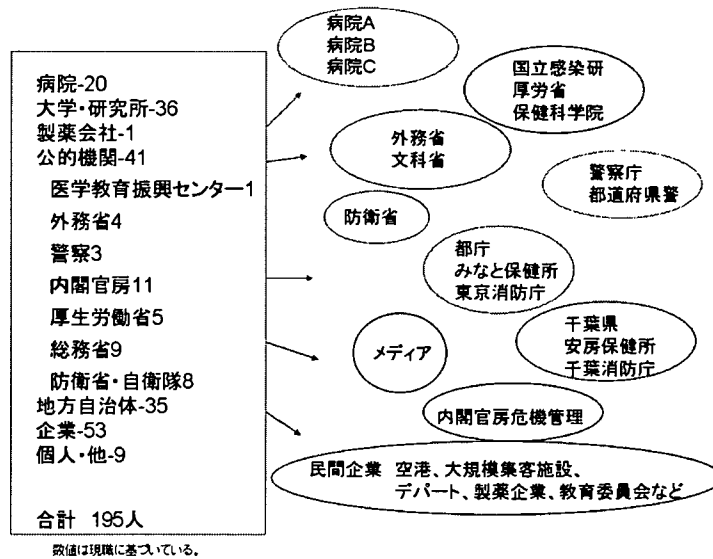 病院-20
大学・研究所-36
製薬会社-1
公的機関-41
医学教育振興センター1
外務省4
警察3
内閣官房11
厚生労働省5
総務省9
防衛省・自衛隊8
地方自治体-35
企業-53
個人・他-9
合計 195人
数値は現職に基づいている。
病院A
病院B
病院C
国立感染研
厚労省
保健科学院
外務省
文科省
警察庁
都道府県警
防衛省
都庁
みなと保健所
東京消防庁
千葉県
安房保健所
千葉消防庁
メディア
内閣官房危機管理
民間企業 空港、大規模集客施設、
デパート、製薬企業、教育委員会など